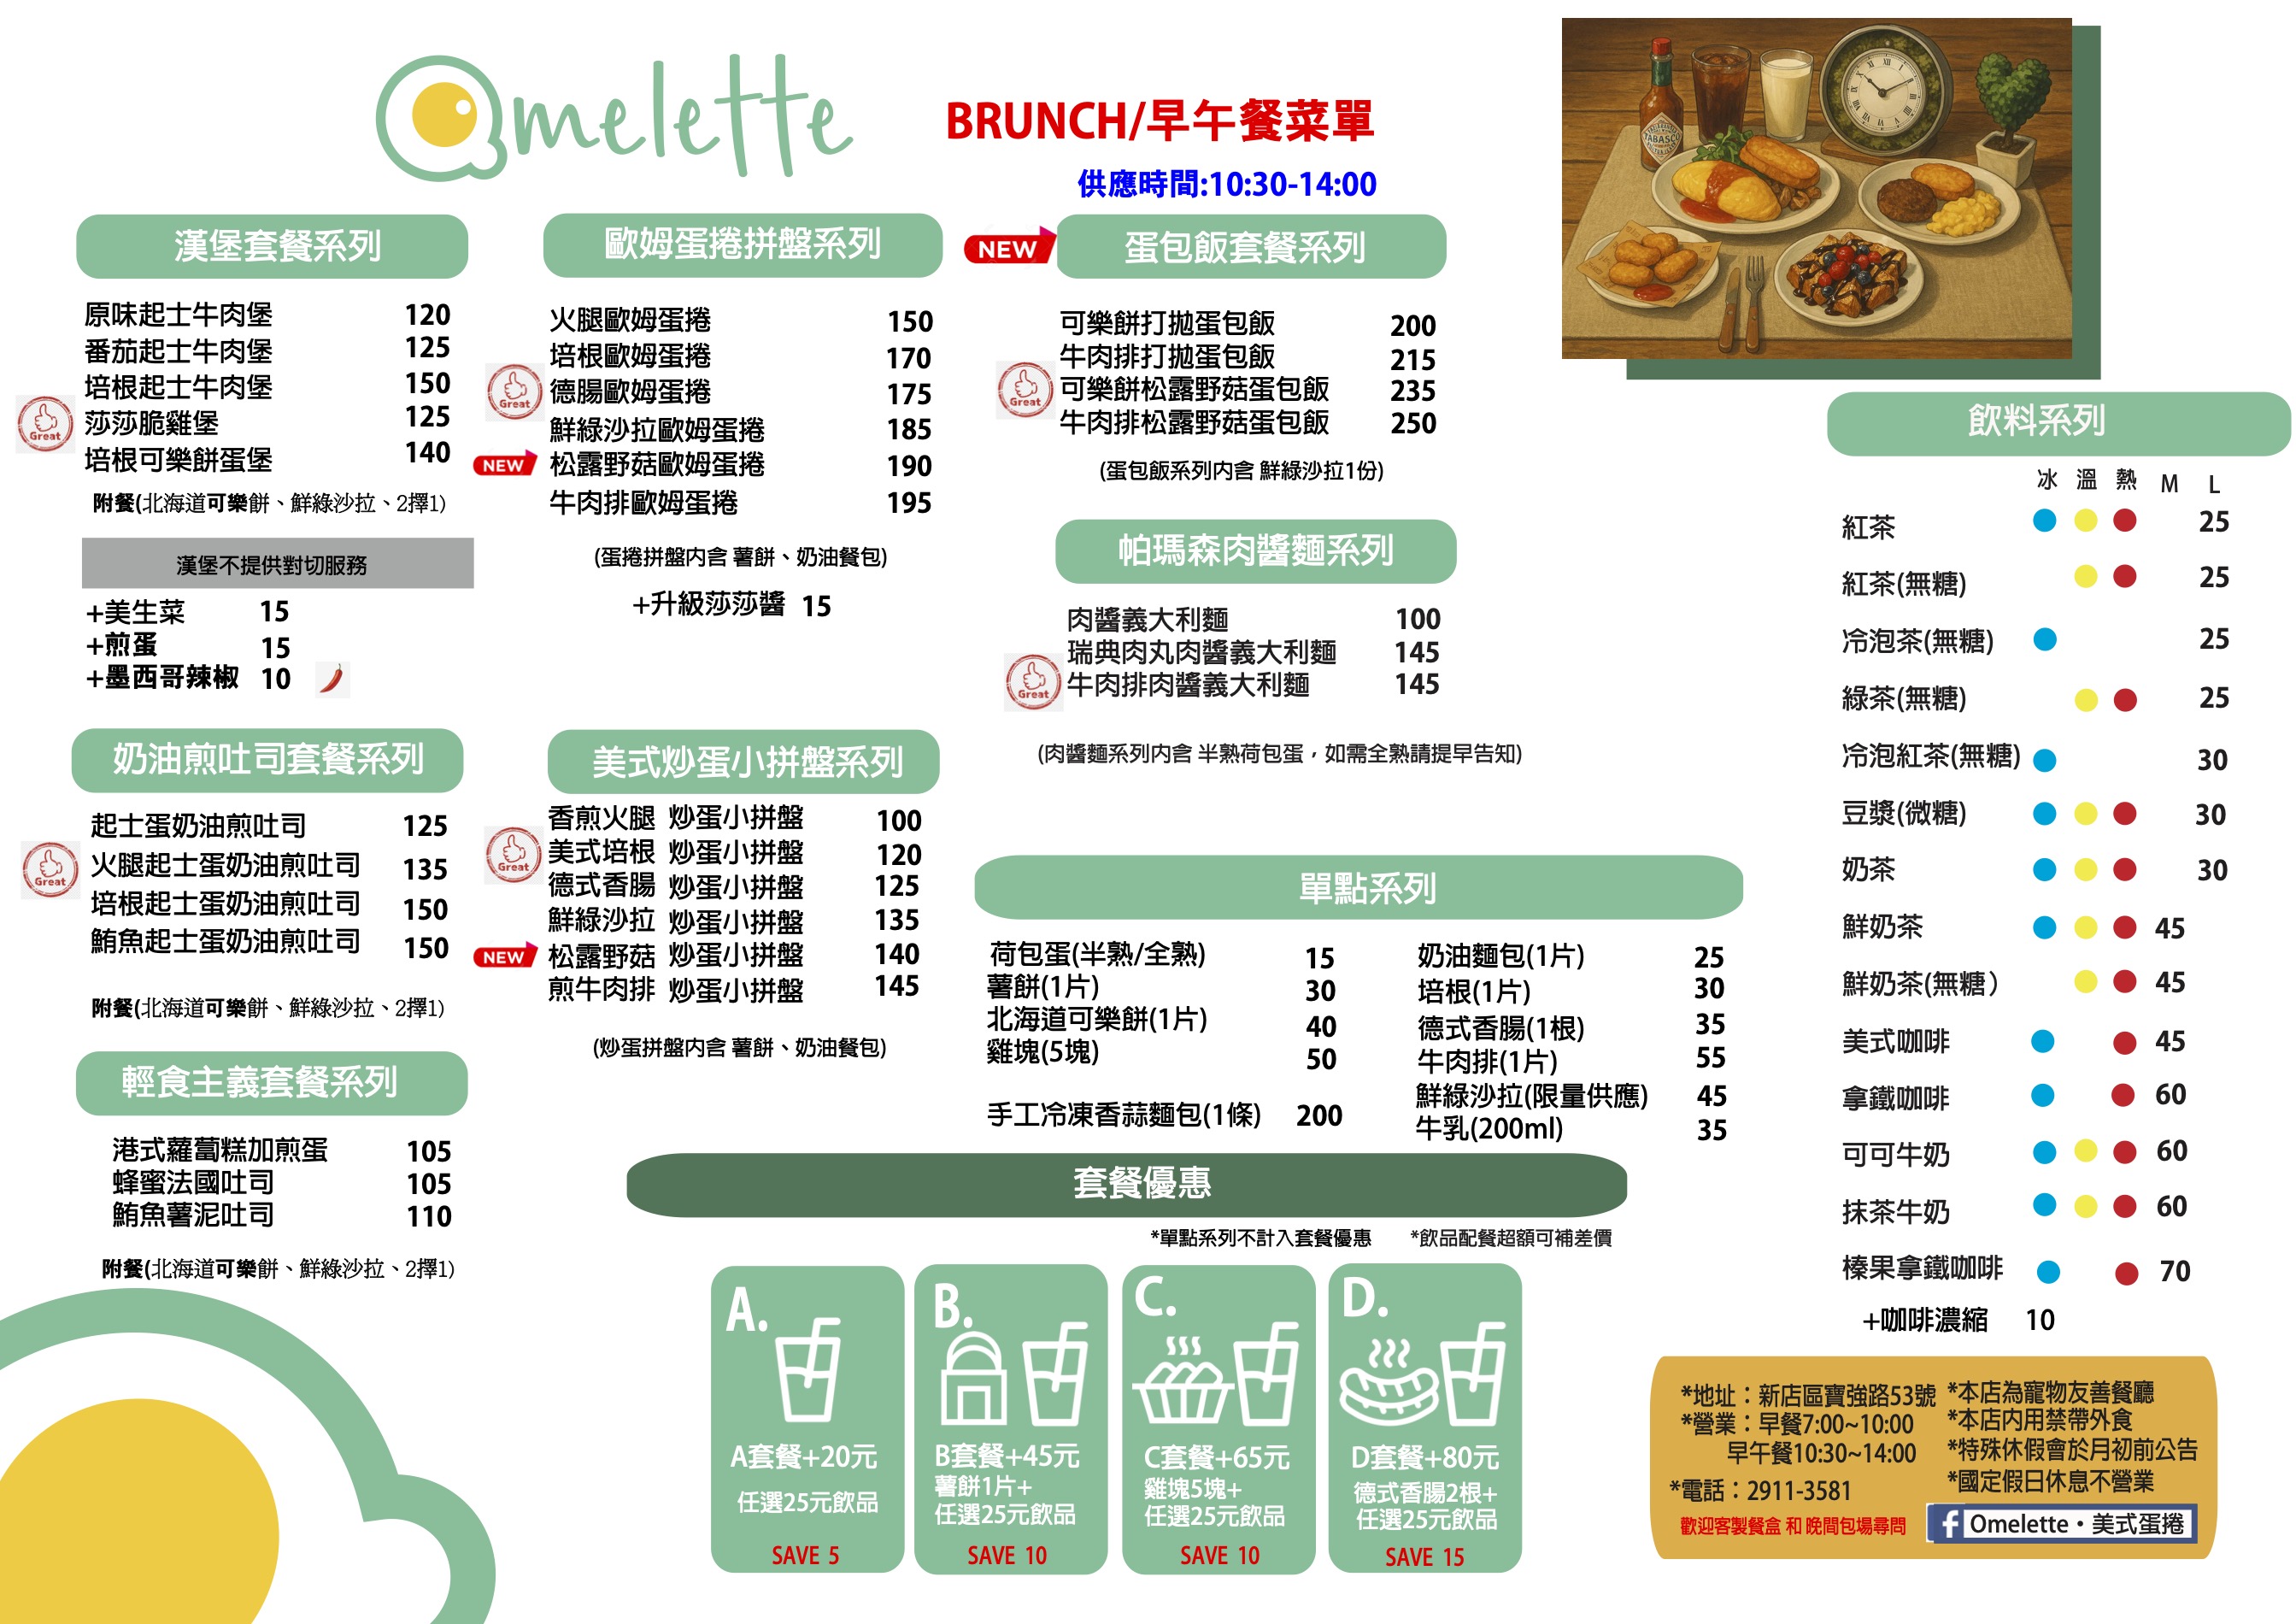 Omelette
BRUNCH/早午餐菜單
供應時間:10:30-14:00
TABASCO
漢堡套餐系列
原味起士牛肉堡 120
番茄起士牛肉堡 125
培根起士牛肉堡 150
Great
莎莎脆雞堡 125
培根可樂餅蛋堡 140
附餐(北海道可樂餅、鮮綠沙拉、2擇1)
漢堡不提供對切服務
+美生菜 15
+煎蛋 15
+墨西哥辣椒 10
奶油煎吐司套餐系列
起士蛋奶油煎吐司 125
Great
火腿起士蛋奶油煎吐司 135
培根起士蛋奶油煎吐司 150
鮪魚起士蛋奶油煎吐司 150
附餐(北海道可樂餅、鮮綠沙拉、2擇1)
輕食主義套餐系列
港式蘿蔔糕加煎蛋 105
蜂蜜法國吐司 105
鮪魚薯泥吐司 110
附餐(北海道可樂餅、鮮綠沙拉、2擇1)
歐姆蛋捲拼盤系列
火腿歐姆蛋捲 150
培根歐姆蛋捲 170
Great
德腸歐姆蛋捲 175
鮮綠沙拉歐姆蛋捲 185
NEW 松露野菇歐姆蛋捲 190
牛肉排歐姆蛋捲 195
(蛋捲拼盤內含 薯餅、奶油餐包)
+升級莎莎醬 15
美式炒蛋小拼盤系列
香煎火腿 炒蛋小拼盤 100
Great
美式培根 炒蛋小拼盤 120
德式香腸 炒蛋小拼盤 125
鮮綠沙拉 炒蛋小拼盤 135
NEW 松露野菇 炒蛋小拼盤 140
煎牛肉排 炒蛋小拼盤 145
(炒蛋拼盤內含 薯餅、奶油餐包)
NEW 蛋包飯套餐系列
可樂餅打拋蛋包飯 200
牛肉排打拋蛋包飯 215
Great
可樂餅松露野菇蛋包飯 235
牛肉排松露野菇蛋包飯 250
(蛋包飯系列內含 鮮綠沙拉1份)
帕瑪森肉醬麵系列
肉醬義大利麵 100
瑞典肉丸肉醬義大利麵 145
Great
牛肉排肉醬義大利麵 145
(肉醬麵系列內含 半熟荷包蛋，如需全熟請提早告知)
單點系列
荷包蛋(半熟/全熟) 15
薯餅(1片) 30
北海道可樂餅(1片) 40
雞塊(5塊) 50
手工冷凍香蒜麵包(1條) 200
奶油麵包(1片) 25
培根(1片) 30
德式香腸(1根) 35
牛肉排(1片) 55
鮮綠沙拉(限量供應) 45
牛乳(200ml) 35
套餐優惠
*單點系列不計入套餐優惠 *飲品配餐超額可補差價
A.
A套餐+20元
任選25元飲品
SAVE 5
B.
B套餐+45元
薯餅1片+
任選25元飲品
SAVE 10
C.
C套餐+65元
雞塊5塊+
任選25元飲品
SAVE 10
D.
D套餐+80元
德式香腸2根+
任選25元飲品
SAVE 15
飲料系列
冰 溫 熱 M L
紅茶 25
紅茶(無糖) 25
冷泡茶(無糖) 25
綠茶(無糖) 25
冷泡紅茶(無糖) 30
豆漿(微糖) 30
奶茶 30
鮮奶茶 45
鮮奶茶(無糖） 45
美式咖啡 45
拿鐵咖啡 60
可可牛奶 60
抹茶牛奶 60
榛果拿鐵咖啡 70
+咖啡濃縮 10
*地址：新店區寶強路53號
*營業：早餐7:00~10:00
早午餐10:30~14:00
*電話：2911-3581
歡迎客製餐盒 和 晚間包場尋問
*本店為寵物友善餐廳
*本店內用禁帶外食
*特殊休假會於月初前公告
*國定假日休息不營業
f Omelette・美式蛋捲